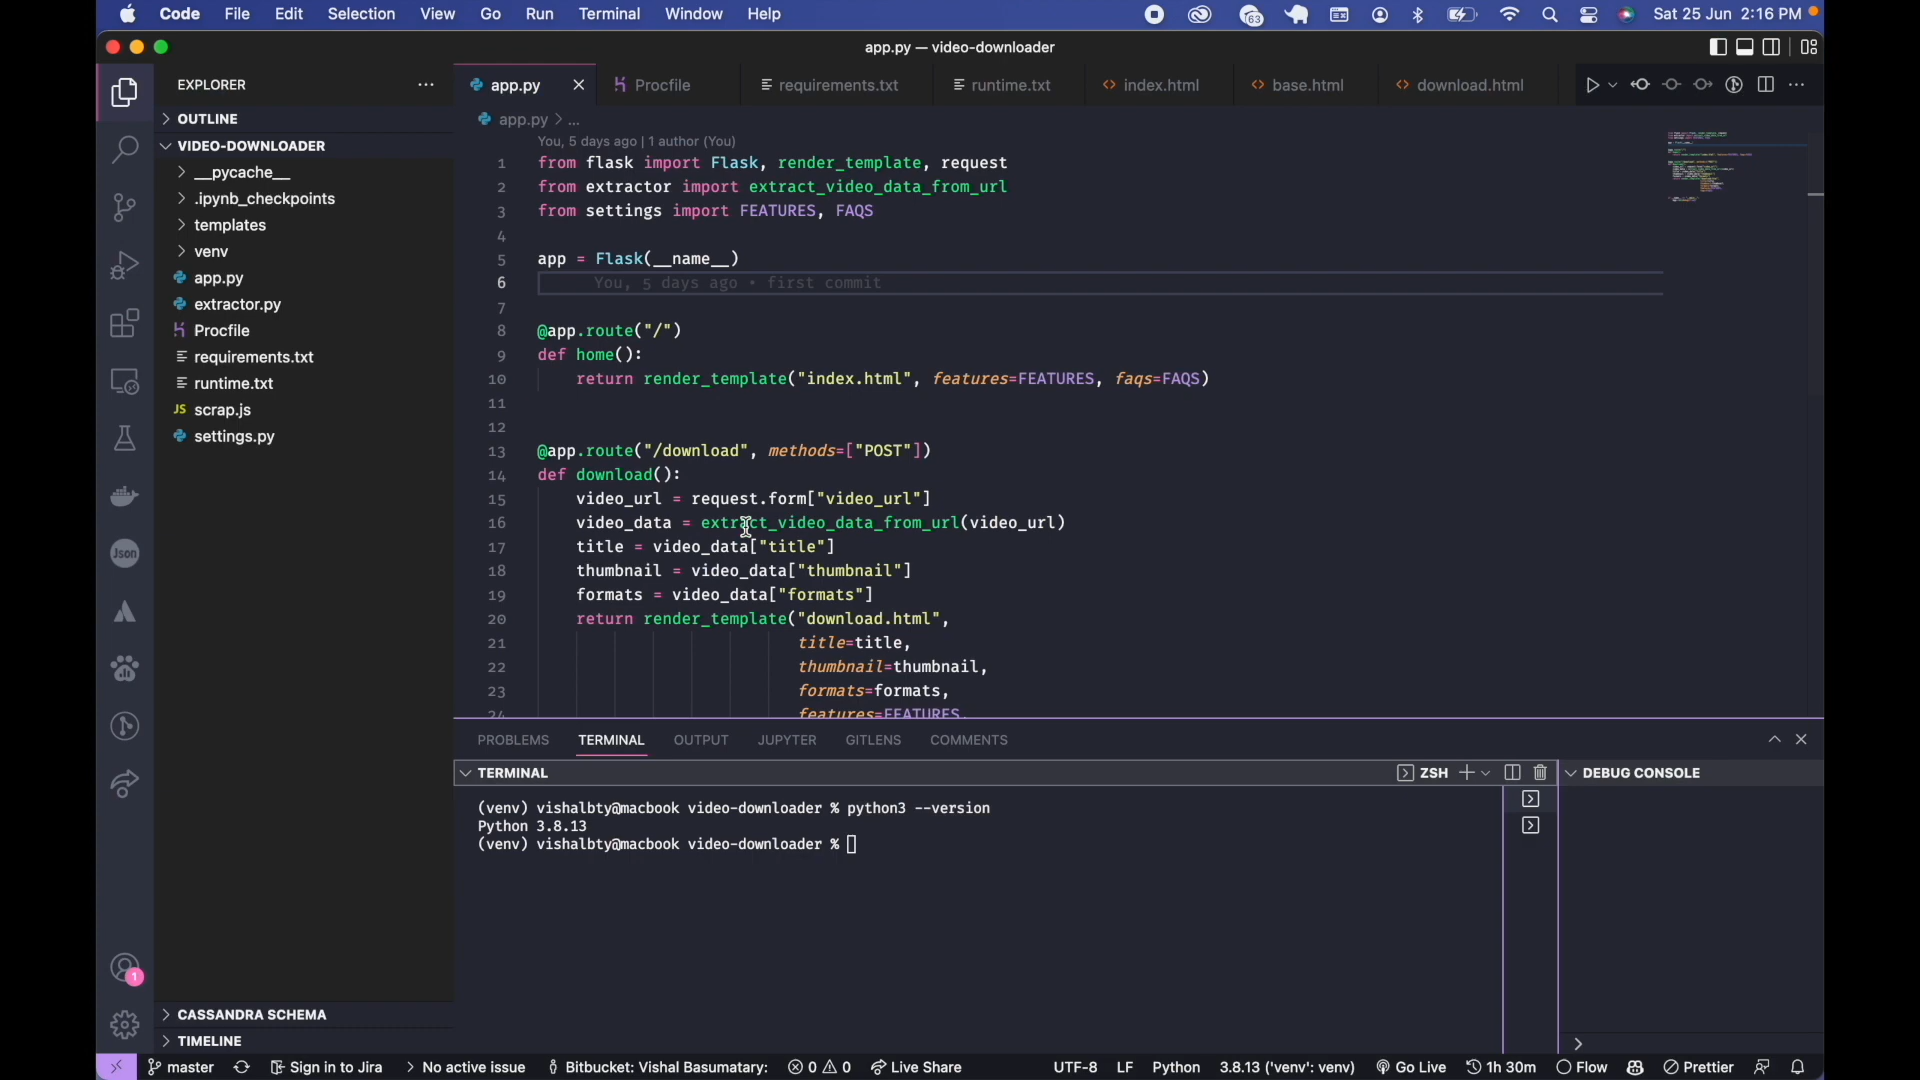 Code File Edit Selection View Go Run Terminal Window Help
63
Sat 25 Jun 2:16 PM
app.py — video-downloader
EXPLORER
app.py
Procfile
requirements.txt
runtime.txt
index.html
base.html
download.html
OUTLINE
VIDEO-DOWNLOADER
__pycache__
.ipynb_checkpoints
templates
venv
app.py
extractor.py
Procfile
requirements.txt
runtime.txt
JS scrap.js
settings.py
Json
1
CASSANDRA SCHEMA
TIMELINE
app.py > ...
You, 5 days ago | 1 author (You)
1 from flask import Flask, render_template, request
2 from extractor import extract_video_data_from_url
3 from settings import FEATURES, FAQS
4
5 app = Flask(__name__)
6 You, 5 days ago • first commit
7
8 @app.route("/")
9 def home():
10 return render_template("index.html", features=FEATURES, faqs=FAQS)
11
12
13 @app.route("/download", methods=["POST"])
14 def download():
15 video_url = request.form["video_url"]
16 video_data = extract_video_data_from_url(video_url)
17 title = video_data["title"]
18 thumbnail = video_data["thumbnail"]
19 formats = video_data["formats"]
20 return render_template("download.html",
21 title=title,
22 thumbnail=thumbnail,
23 formats=formats,
24 features=FEATURES,
PROBLEMS TERMINAL OUTPUT JUPYTER GITLENS COMMENTS
TERMINAL
ZSH
DEBUG CONSOLE
(venv) vishalbty@macbook video-downloader % python3 --version
Python 3.8.13
(venv) vishalbty@macbook video-downloader %
master Sign in to Jira No active issue Bitbucket: Vishal Basumatary: 0 0 Live Share UTF-8 LF Python 3.8.13 ('venv': venv) Go Live 1h 30m Flow Prettier